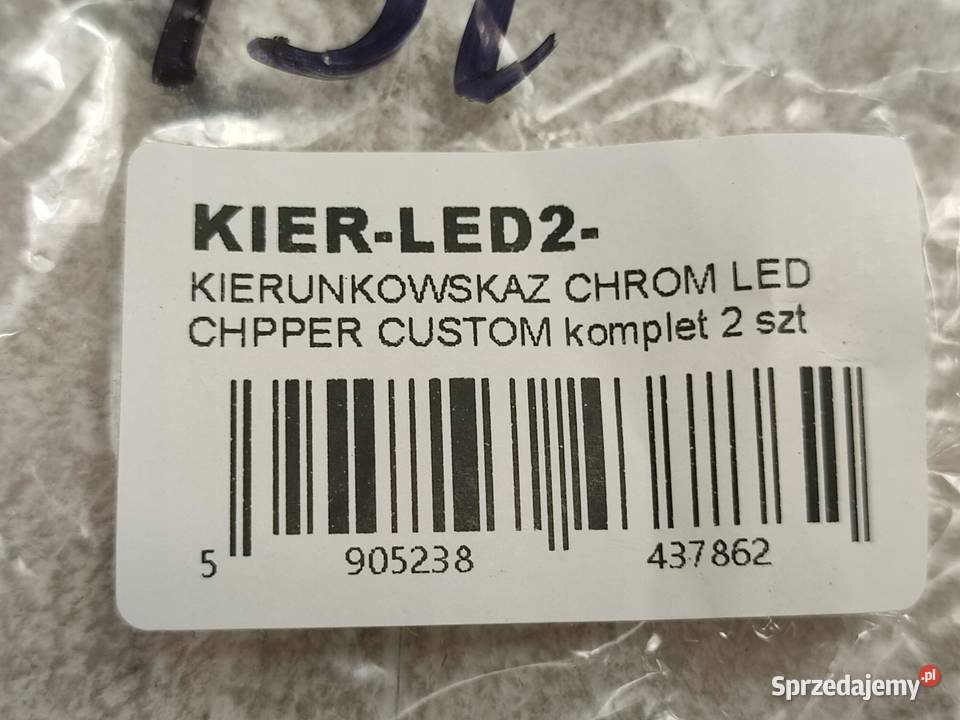 KIER-LED2-
KIERUNKOWSKAZ CHROM LED
CHPPER CUSTOM komplet 2 szt
5 905238 437862
Sprzedajemy.pl